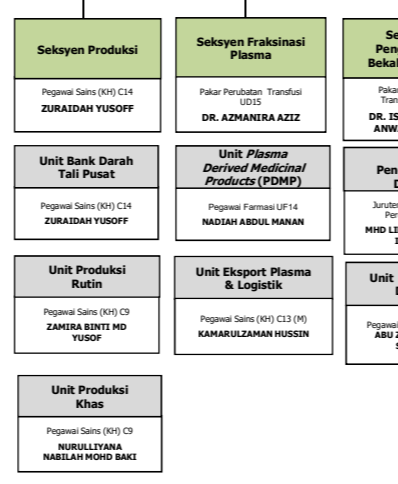 Seksyen Produksi
Pegawai Sains (KH) C14
ZURAIDAH YUSOFF
Unit Bank Darah
Tali Pusat
Pegawai Sains (KH) C14
ZURAIDAH YUSOFF
Unit Produksi
Rutin
Pegawai Sains (KH) C9
ZAMIRA BINTI MD
YUSOF
Unit Produksi
Khas
Pegawai Sains (KH) C9
NURULLIYANA
NABILAH MOHD BAKI
Seksyen Fraksinasi
Plasma
Pakar Perubatan Transfusi
UD15
DR. AZMANIRA AZIZ
Unit Plasma
Derived Medicinal
Products (PDMP)
Pegawai Farmasi UF14
NADIAH ABDUL MANAN
Unit Eksport Plasma
& Logistik
Pegawai Sains (KH) C13 (M)
KAMARULZAMAN HUSSIN
DR.
Unit